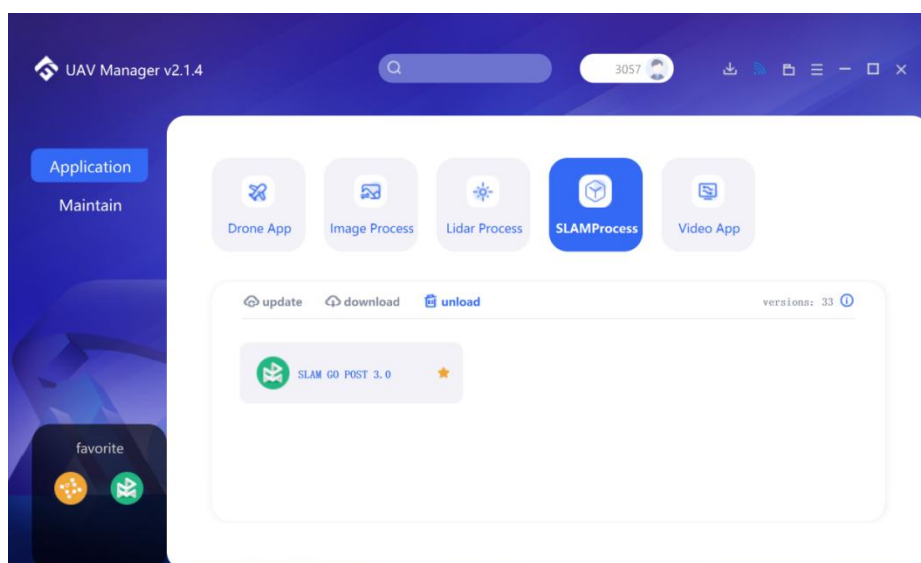 UAV Manager v2.1.4
3057
Application
Maintain
Drone App
Image Process
Lidar Process
SLAMProcess
Video App
update
download
unload
versions: 33
SLAM GO POST 3.0
favorite